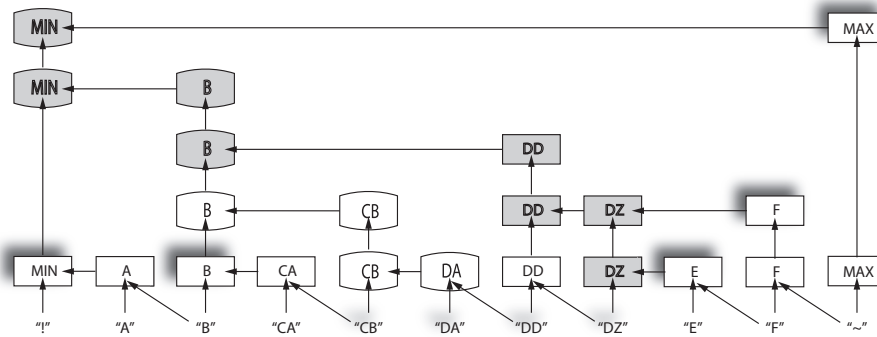 MIN MAX
MIN B
B DD
B CB DD DZ F
MIN A B CA CB DA DD DZ E F MAX
“!” “A” “B” “CA” “CB” “DA” “DD” “DZ” “E” “F” “~”